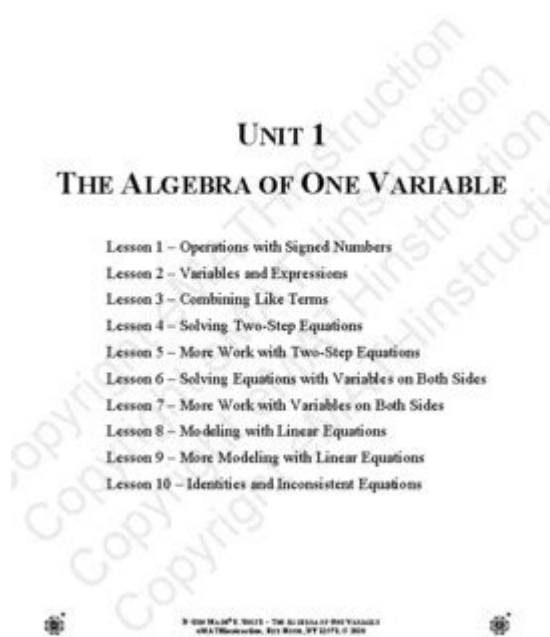 UNIT 1
THE ALGEBRA OF ONE VARIABLE
Lesson 1 – Operations with Signed Numbers
Lesson 2 – Variables and Expressions
Lesson 3 – Combining Like Terms
Lesson 4 – Solving Two-Step Equations
Lesson 5 – More Work with Two-Step Equations
Lesson 6 – Solving Equations with Variables on Both Sides
Lesson 7 – More Work with Variables on Both Sides
Lesson 8 – Modeling with Linear Equations
Lesson 9 – More Modeling with Linear Equations
Lesson 10 – Identities and Inconsistent Equations